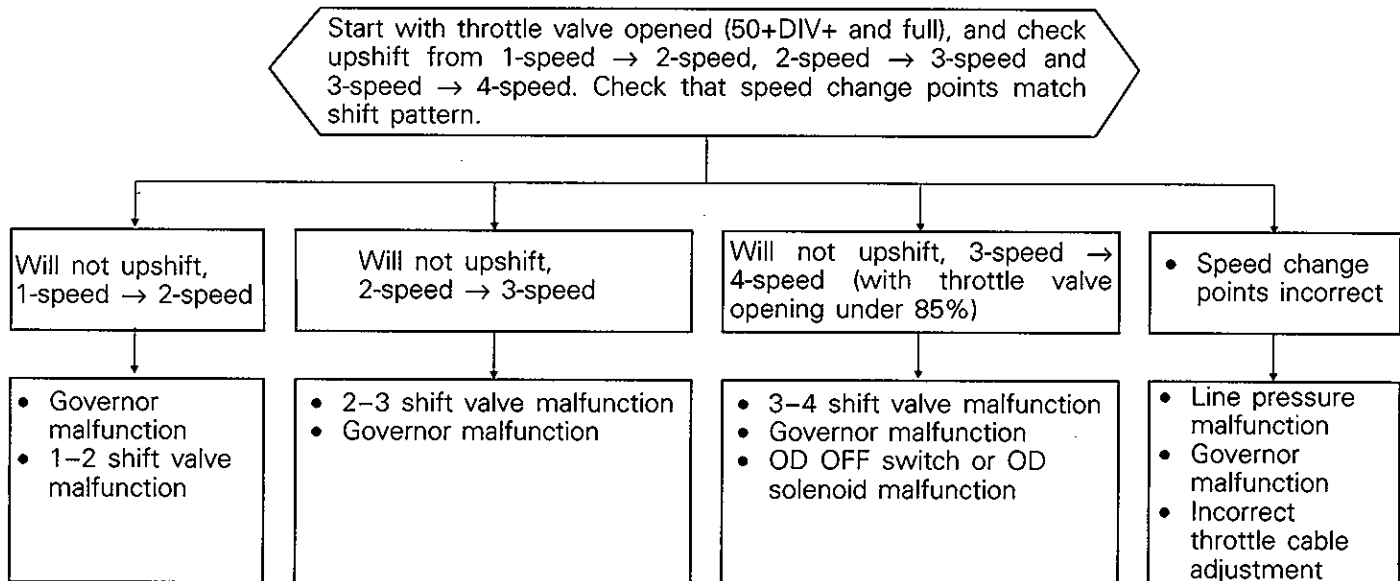 Start with throttle valve opened (50+DIV+ and full), and check
upshift from 1-speed → 2-speed, 2-speed → 3-speed and
3-speed → 4-speed. Check that speed change points match
shift pattern.
Will not upshift,
1-speed → 2-speed
Will not upshift,
2-speed → 3-speed
Will not upshift, 3-speed →
4-speed (with throttle valve
opening under 85%)
• Speed change
points incorrect
• Governor
malfunction
• 1–2 shift valve
malfunction
• 2–3 shift valve malfunction
• Governor malfunction
• 3–4 shift valve malfunction
• Governor malfunction
• OD OFF switch or OD
solenoid malfunction
• Line pressure
malfunction
• Governor
malfunction
• Incorrect
throttle cable
adjustment